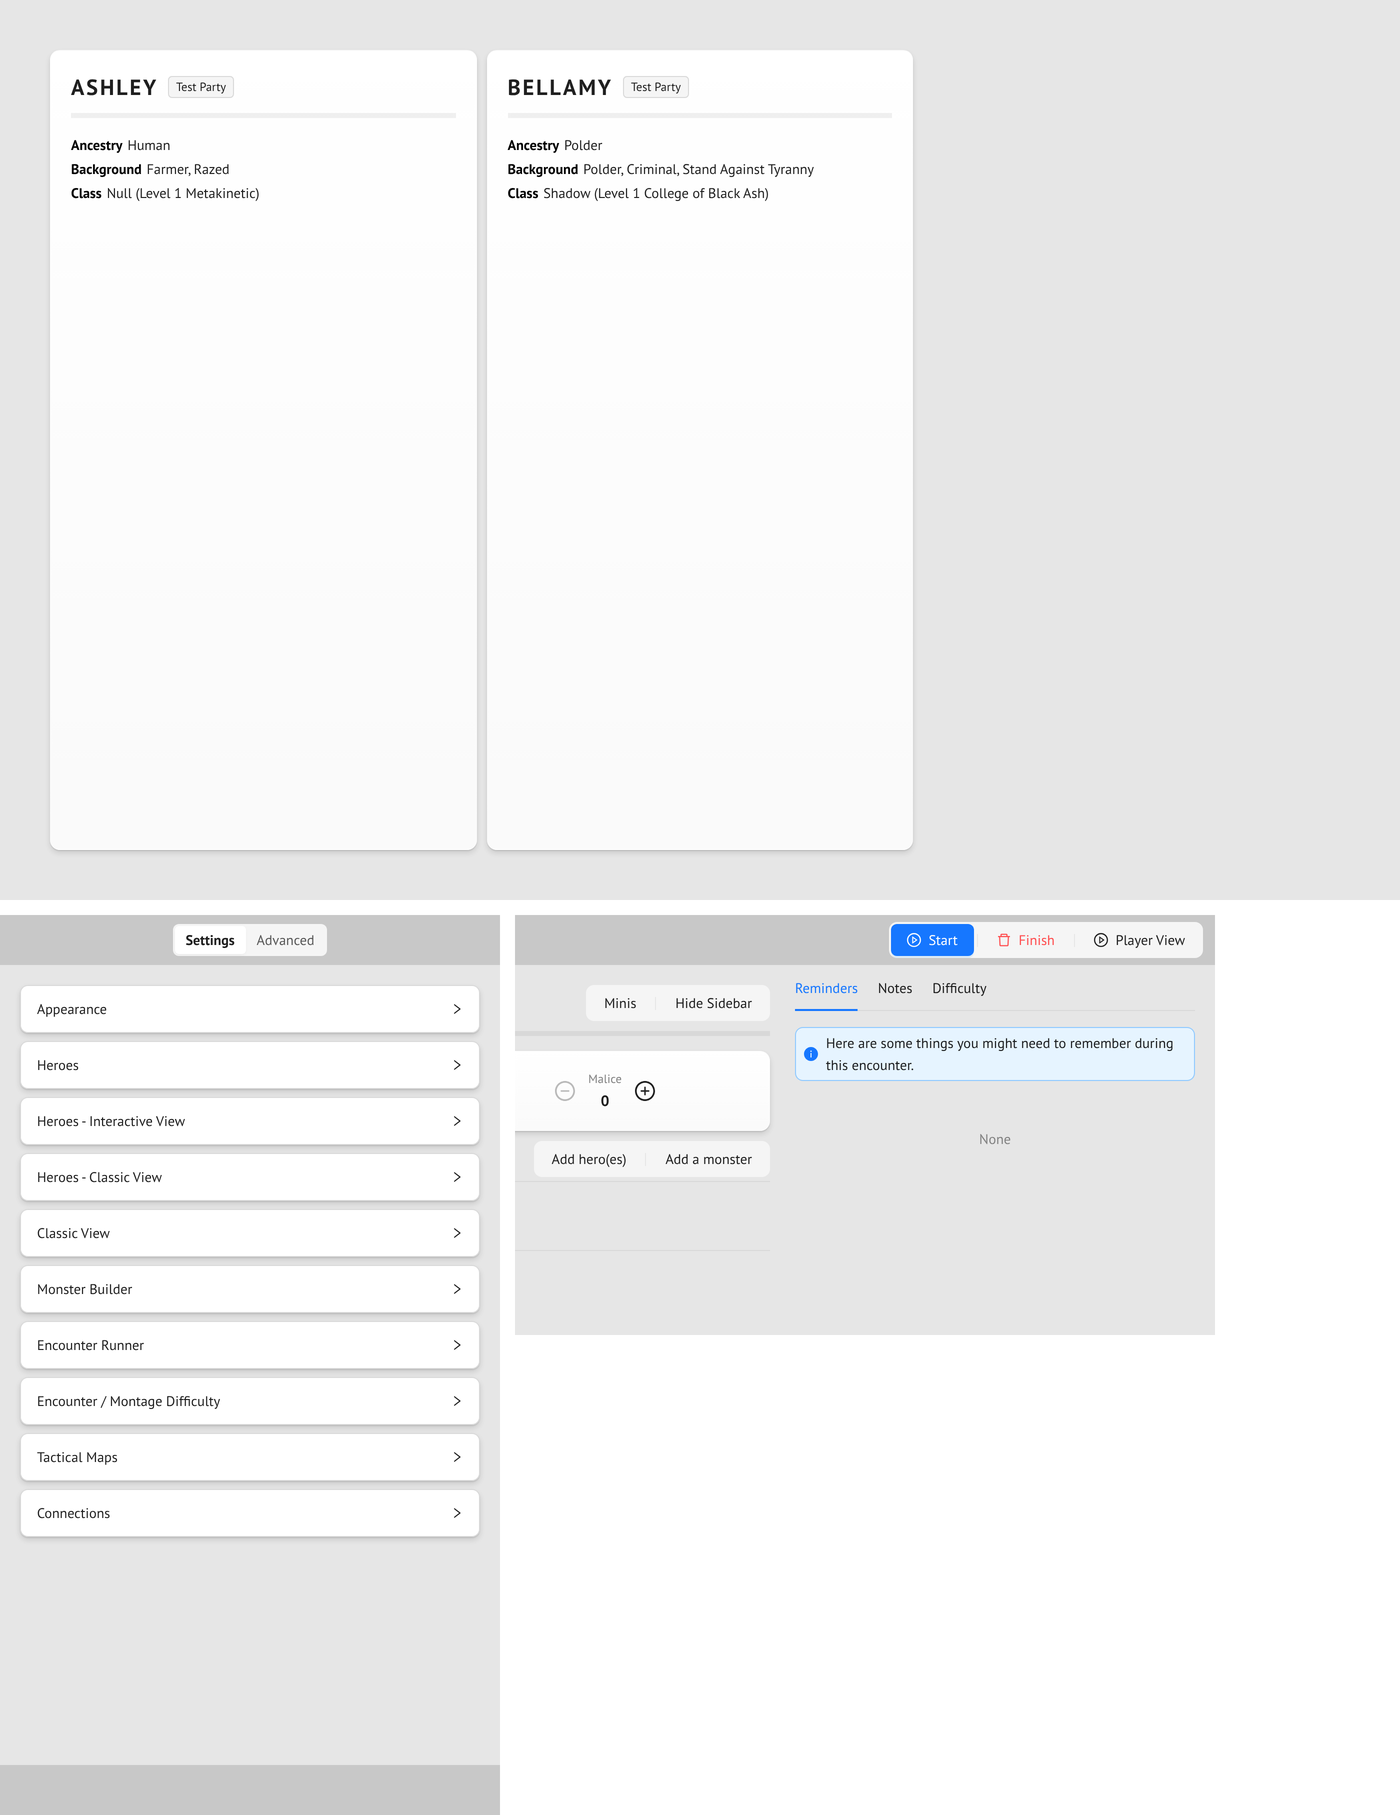 ASHLEY Test Party
Ancestry Human
Background Farmer, Razed
Class Null (Level 1 Metakinetic)
BELLAMY Test Party
Ancestry Polder
Background Polder, Criminal, Stand Against Tyranny
Class Shadow (Level 1 College of Black Ash)
Settings Advanced
Appearance
Heroes
Heroes - Interactive View
Heroes - Classic View
Classic View
Monster Builder
Encounter Runner
Encounter / Montage Difficulty
Tactical Maps
Connections
Start Finish Player View
Minis Hide Sidebar
Malice
0
Add hero(es) Add a monster
Reminders Notes Difficulty
Here are some things you might need to remember during
this encounter.
None